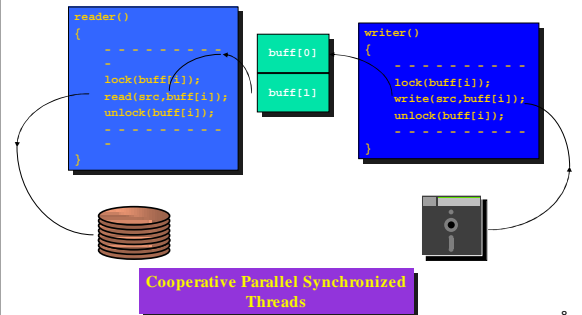 reader()
{
- - - - - - - - -
-
lock(buff[i]);
read(src,buff[i]);
unlock(buff[i]);
- - - - - - - - -
-
}
buff[0]
buff[1]
writer()
{
- - - - - - - - - -
lock(buff[i]);
write(src,buff[i]);
unlock(buff[i]);
- - - - - - - - - -
}
Cooperative Parallel Synchronized
Threads